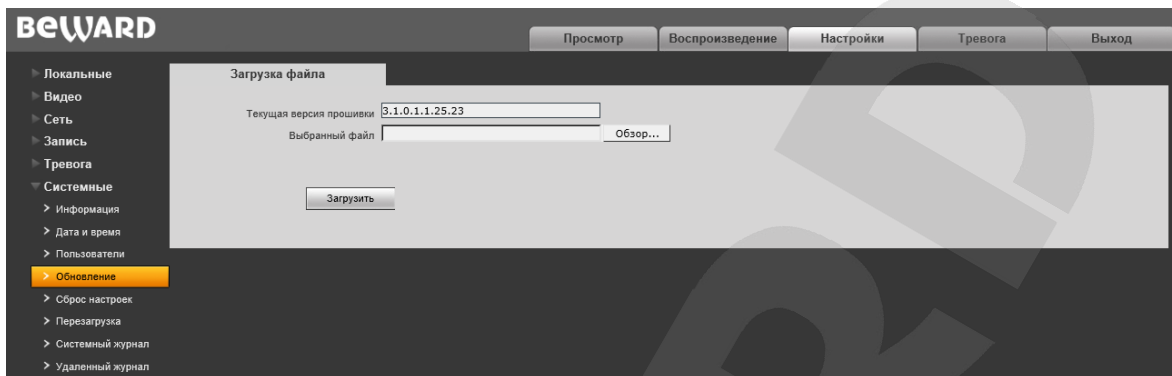 BEWARD
Просмотр Воспроизведение Настройки Тревога Выход
Локальные
Видео
Сеть
Запись
Тревога
Системные
Информация
Дата и время
Пользователи
Обновление
Сброс настроек
Перезагрузка
Системный журнал
Удаленный журнал
Загрузка файла
Текущая версия прошивки 3.1.0.1.1.25.23
Выбранный файл Обзор...
Загрузить